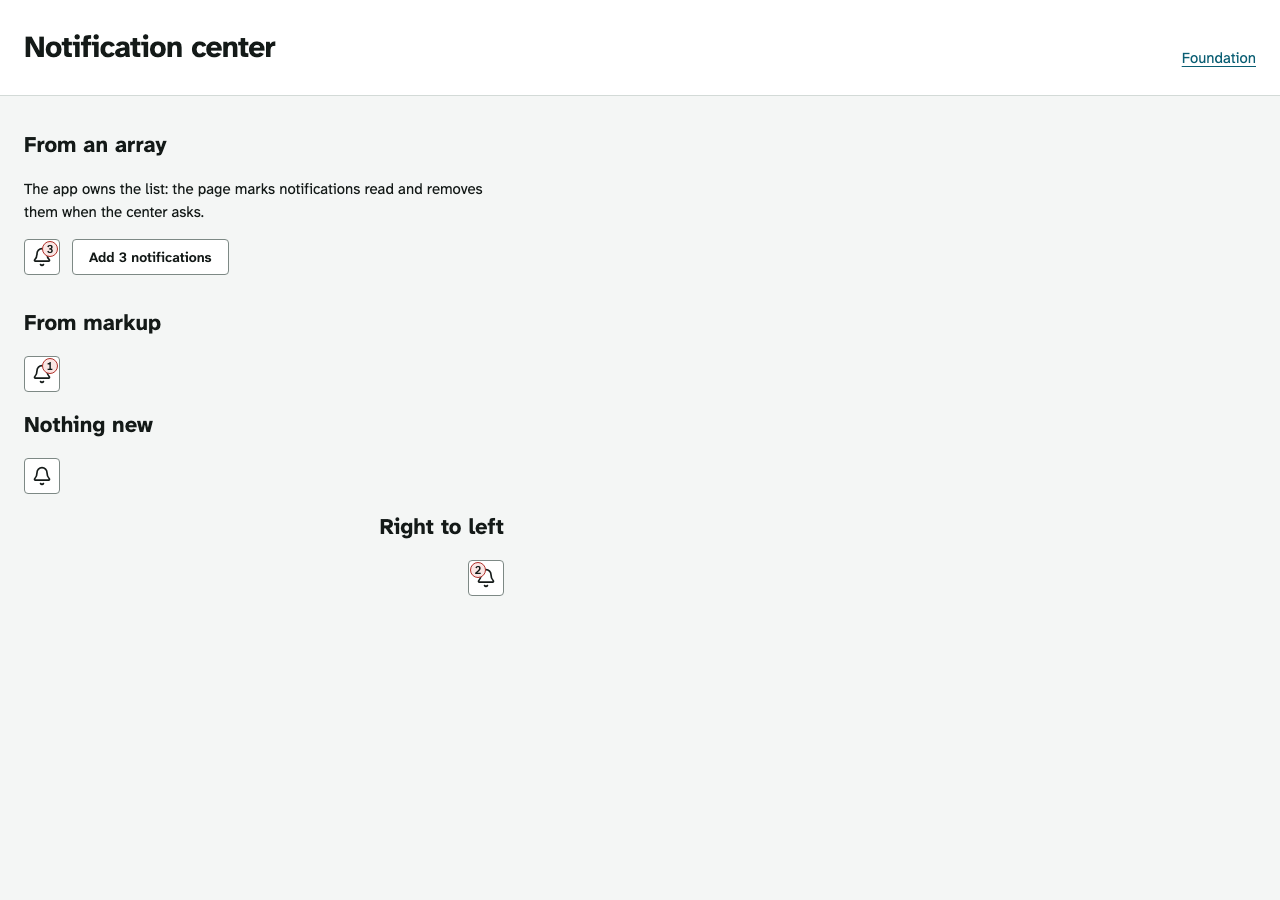 Notification center
Foundation
From an array
The app owns the list: the page marks notifications read and removes
them when the center asks.
3
Add 3 notifications
From markup
1
Nothing new
Right to left
2